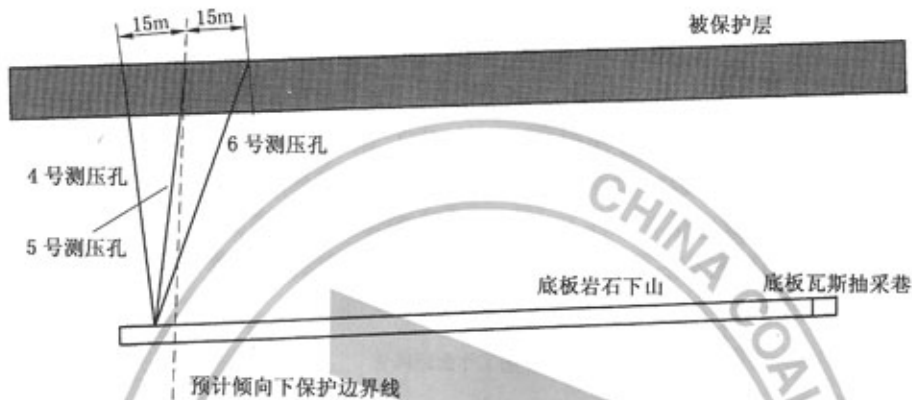 15m 15m
被保护层
6 号测压孔
4 号测压孔
5 号测压孔
底板岩石下山 底板瓦斯抽采巷
预计倾向下保护边界线
CHINA COAL